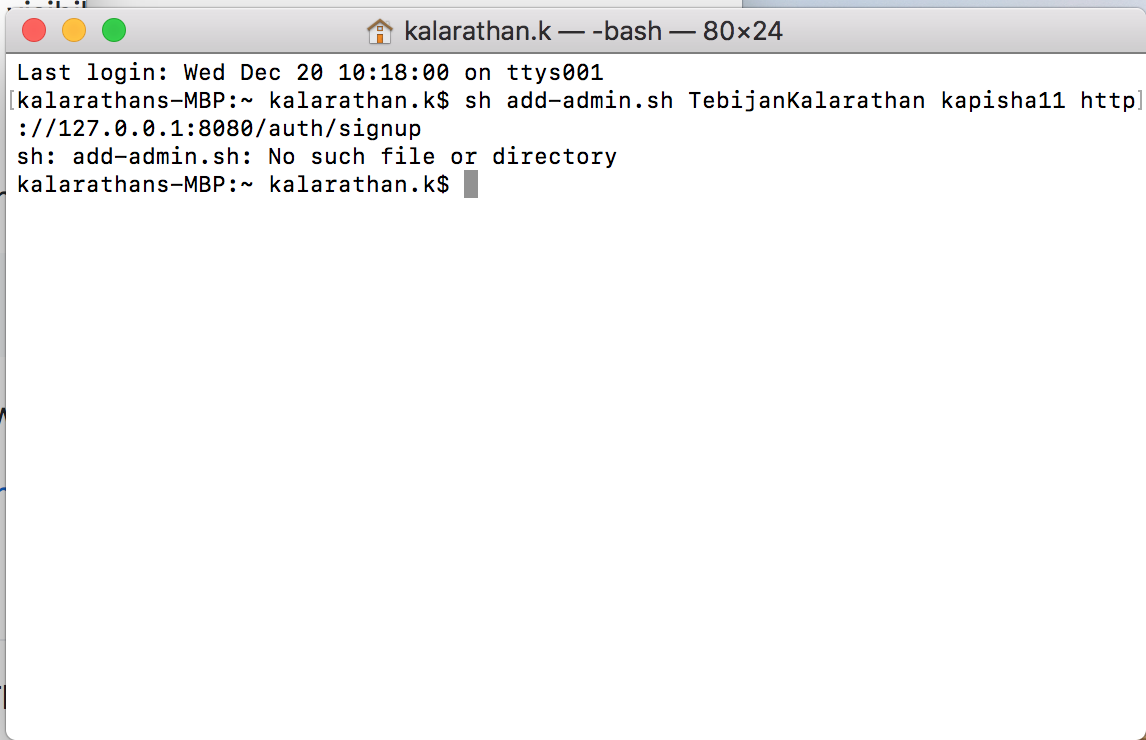 kalarathan.k — -bash — 80×24
Last login: Wed Dec 20 10:18:00 on ttys001
[kalarathans-MBP:~ kalarathan.k$ sh add-admin.sh TebijanKalarathan kapisha11 http]
://127.0.0.1:8080/auth/signup
sh: add-admin.sh: No such file or directory
kalarathans-MBP:~ kalarathan.k$